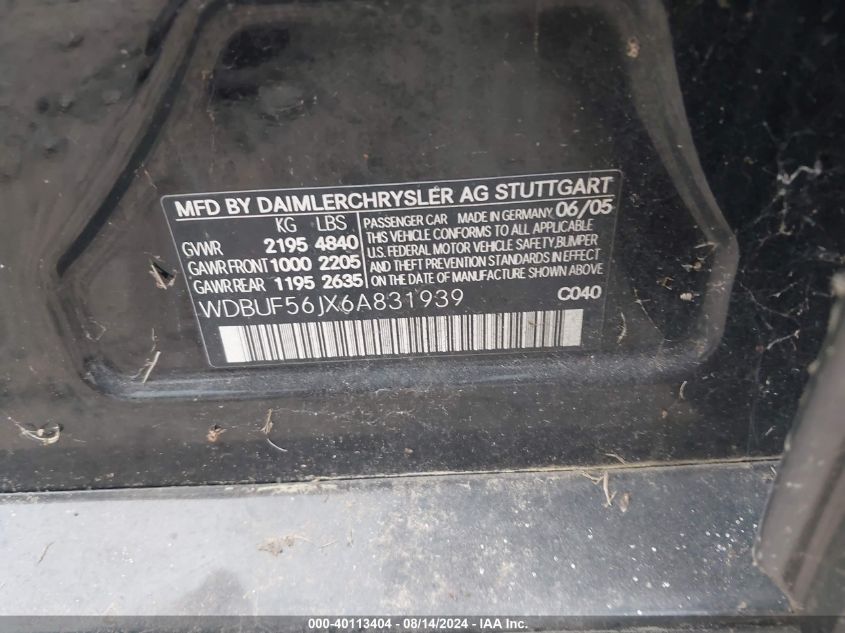 MFD BY DAIMLERCHRYSLER AG STUTTGART
KG LBS
GVWR 2195 4840
GAWR FRONT 1000 2205
GAWR REAR 1195 2635
PASSENGER CAR MADE IN GERMANY 06/05
THIS VEHICLE CONFORMS TO ALL APPLICABLE
U.S. FEDERAL MOTOR VEHICLE SAFETY, BUMPER
AND THEFT PREVENTION STANDARDS IN EFFECT
ON THE DATE OF MANUFACTURE SHOWN ABOVE
WDBUF56JX6A831939
C040
000-40113404 - 08/14/2024 - IAA Inc.